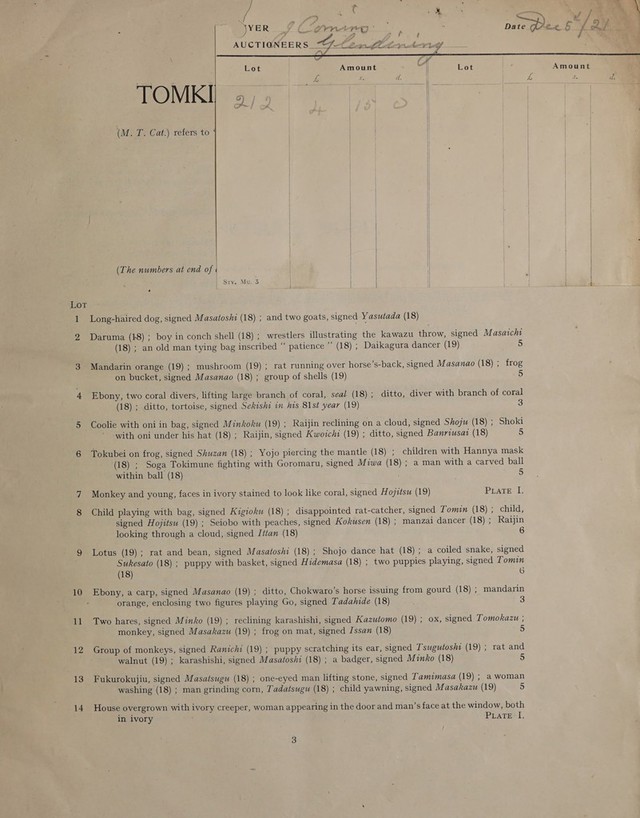 YER J Comino Date Dec 5th/21
AUCTIONEERS Glendining
Lot Amount Lot Amount
£ s. d. £ s. d.
TOMKI
212 4 15 0
(M. T. Cat.) refers to
(The numbers at end of
Srs. Mc. 5
LOT
1 Long-haired dog, signed Masatoshi (18) ; and two goats, signed Yasutada (18)
2 Daruma (18) ; boy in conch shell (18) ; wrestlers illustrating the kawazu throw, signed Masaichi
(18) ; an old man tying bag inscribed “ patience ” (18) ; Daikagura dancer (19) 5
3 Mandarin orange (19) ; mushroom (19) ; rat running over horse's-back, signed Masanao (18) ; frog
on bucket, signed Masanao (18) ; group of shells (19) 5
4 Ebony, two coral divers, lifting large branch of coral, seal (18) ; ditto, diver with branch of coral
(18) ; ditto, tortoise, signed Sekishi in his 81st year (19) 3
5 Coolie with oni in bag, signed Minkoku (19) ; Raijin reclining on a cloud, signed Shoju (18) ; Shoki
with oni under his hat (18) ; Raijin, signed Kwoichi (19) ; ditto, signed Banriusai (18) 5
6 Tokubei on frog, signed Shuzan (18) ; Yojo piercing the mantle (18) ; children with Hannya mask
(18) ; Soga Tokimune fighting with Goromaru, signed Miwa (18) ; a man with a carved ball
within ball (18) 5
7 Monkey and young, faces in ivory stained to look like coral, signed Hojitsu (19) PLATE I.
8 Child playing with bag, signed Kigioku (18) ; disappointed rat-catcher, signed Tomin (18) ; child,
signed Hojitsu (19) ; Seiobo with peaches, signed Kokusen (18) ; manzai dancer (18) ; Raijin
looking through a cloud, signed Ittan (18) 6
9 Lotus (19) ; rat and bean, signed Masatoshi (18) ; Shojo dance hat (18) ; a coiled snake, signed
Sukesato (18) ; puppy with basket, signed Hidemasa (18) ; two puppies playing, signed Tomin
(18) 6
10 Ebony, a carp, signed Masanao (19) ; ditto, Chokwaro's horse issuing from gourd (18) ; mandarin
orange, enclosing two figures playing Go, signed Tadahide (18) 3
11 Two hares, signed Minko (19) ; reclining karashishi, signed Kazutomo (19) ; ox, signed Tomokazu ;
monkey, signed Masakazu (19) ; frog on mat, signed Issan (18) 5
12 Group of monkeys, signed Ranichi (19) ; puppy scratching its ear, signed Tsugutoshi (19) ; rat and
walnut (19) ; karashishi, signed Masatoshi (18) ; a badger, signed Minko (18) 5
13 Fukurokujiu, signed Masatsugu (18) ; one-eyed man lifting stone, signed Tamimasa (19) ; a woman
washing (18) ; man grinding corn, Tadatsugu (18) ; child yawning, signed Masakazu (19) 5
14 House overgrown with ivory creeper, woman appearing in the door and man's face at the window, both
in ivory PLATE I.
3